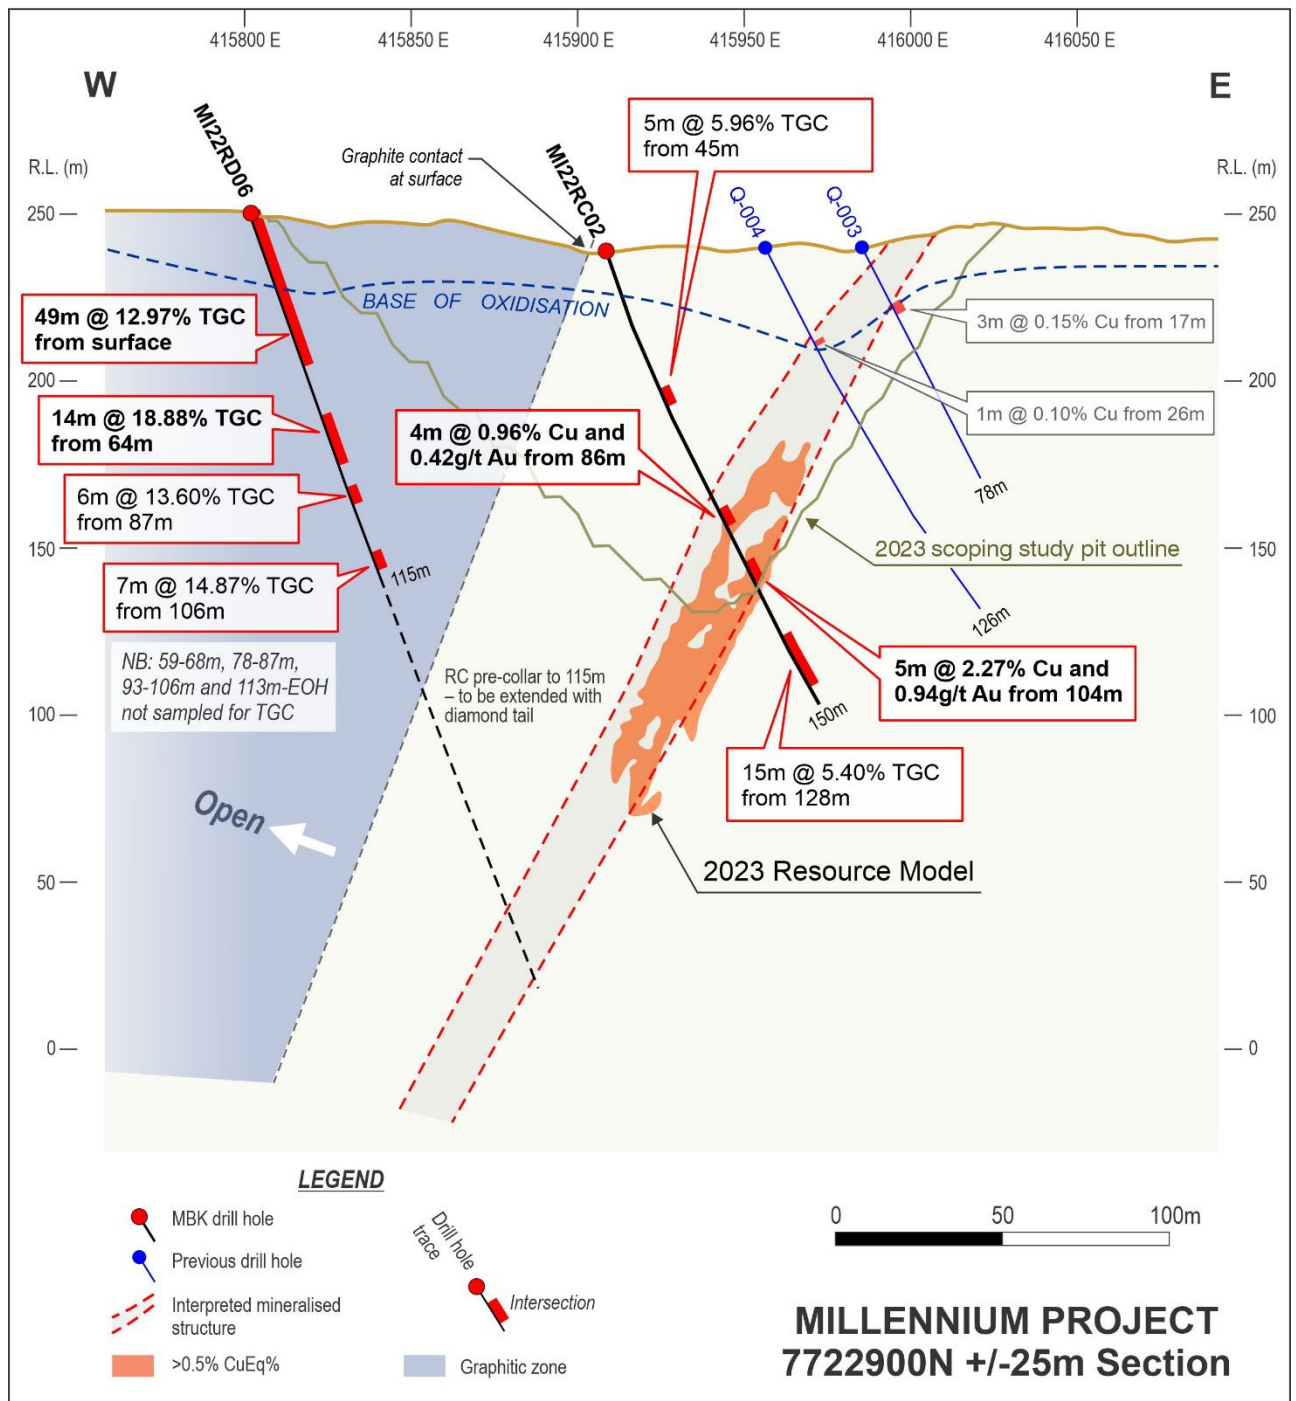 415800
415850
415900
415950
416000
416050
W
E
R.L. (m)
R.L. (m)
MI22RD06
Graphite contact
at surface
MI22RC02
5m @ 5.96% TGC
from 45m
Q-004
Q-003
250
250
BASE OF OXIDISATION
49m @ 12.97% TGC
from surface
3m @ 0.15% Cu from 17m
200
200
14m @ 18.88% TGC
from 64m
4m @ 0.96% Cu and
0.42g/t Au from 86m
1m @ 0.10% Cu from 26m
6m @ 13.60% TGC
from 87m
78m
150
150
2023 scoping study pit outline
7m @ 14.87% TGC
from 106m
115m
126m
NB: 59-68m, 78-87m,
93-106m and 113m-EOH
not sampled for TGC
RC pre-collar to 115m
– to be extended with
diamond tail
5m @ 2.27% Cu and
0.94g/t Au from 104m
150m
100
100
15m @ 5.40% TGC
from 128m
Open
2023 Resource Model
50
50
0
0
LEGEND
MBK drill hole
Previous drill hole
Interpreted mineralised
structure
>0.5% CuEq%
Drill hole
trace
Intersection
Graphitic zone
0
50
100m
MILLENNIUM PROJECT
7722900N +/-25m Section